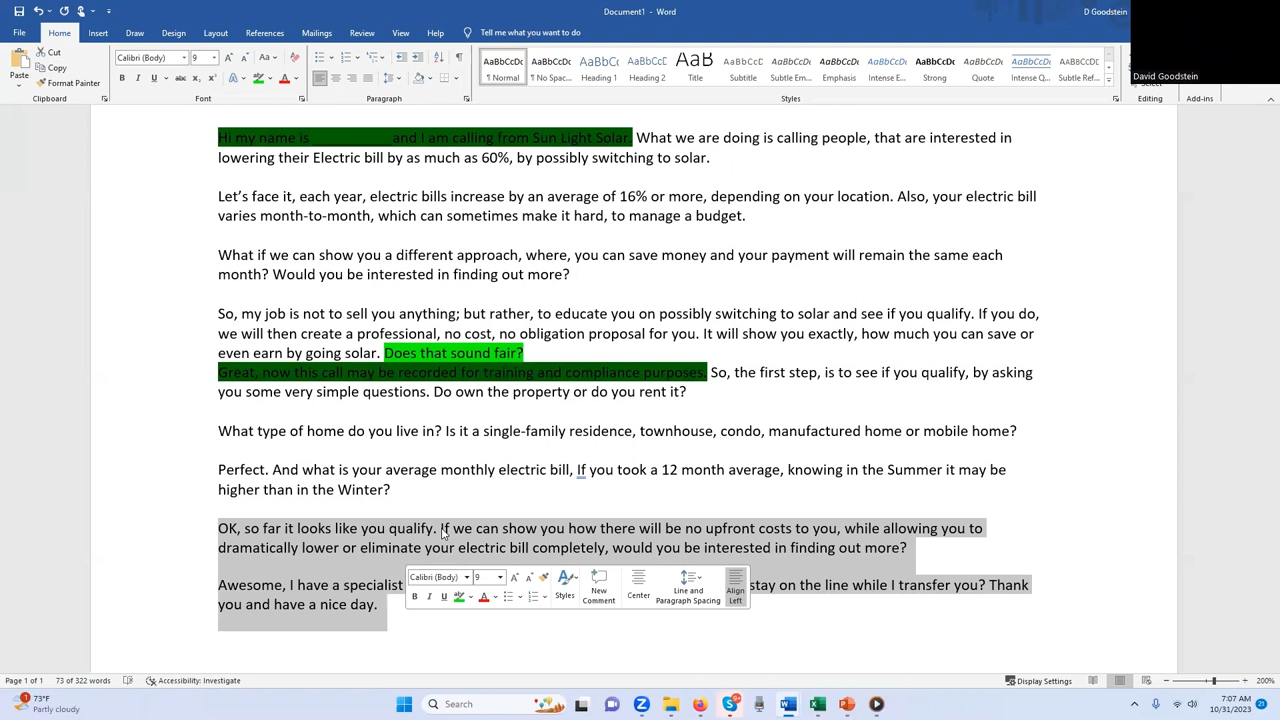 Document1 - Word
D Goodstein
David Goodstein
File Home Insert Draw Design Layout References Mailings Review View Help Tell me what you want to do
Paste
Cut
Copy
Format Painter
Clipboard
Calibri (Body) 9
Font
Paragraph
AaBbCcDc AaBbCcDc AaBbC AaBbCc AaB
¶ Normal ¶ No Spac... Heading 1 Heading 2 Title Subtitle Subtle Em... Emphasis Intense E... Strong Quote Intense Q... Subtle Ref...
Styles
Editing
Add-ins
Hi my name is __________ and I am calling from Sun Light Solar. What we are doing is calling people, that are interested in
lowering their Electric bill by as much as 60%, by possibly switching to solar.
Let's face it, each year, electric bills increase by an average of 16% or more, depending on your location. Also, your electric bill
varies month-to-month, which can sometimes make it hard, to manage a budget.
What if we can show you a different approach, where, you can save money and your payment will remain the same each
month? Would you be interested in finding out more?
So, my job is not to sell you anything; but rather, to educate you on possibly switching to solar and see if you qualify. If you do,
we will then create a professional, no cost, no obligation proposal for you. It will show you exactly, how much you can save or
even earn by going solar. Does that sound fair?
Great, now this call may be recorded for training and compliance purposes. So, the first step, is to see if you qualify, by asking
you some very simple questions. Do own the property or do you rent it?
What type of home do you live in? Is it a single-family residence, townhouse, condo, manufactured home or mobile home?
Perfect. And what is your average monthly electric bill, If you took a 12 month average, knowing in the Summer it may be
higher than in the Winter?
OK, so far it looks like you qualify. If we can show you how there will be no upfront costs to you, while allowing you to
dramatically lower or eliminate your electric bill completely, would you be interested in finding out more?
Awesome, I have a specialist stay on the line while I transfer you? Thank
you and have a nice day.
Calibri (Body) 9
Styles
New Comment
Center
Line and Paragraph Spacing
Align Left
Page 1 of 1 73 of 322 words Accessibility: Investigate
Display Settings
200%
73°F
Partly cloudy
Search
7:07 AM
10/31/2023